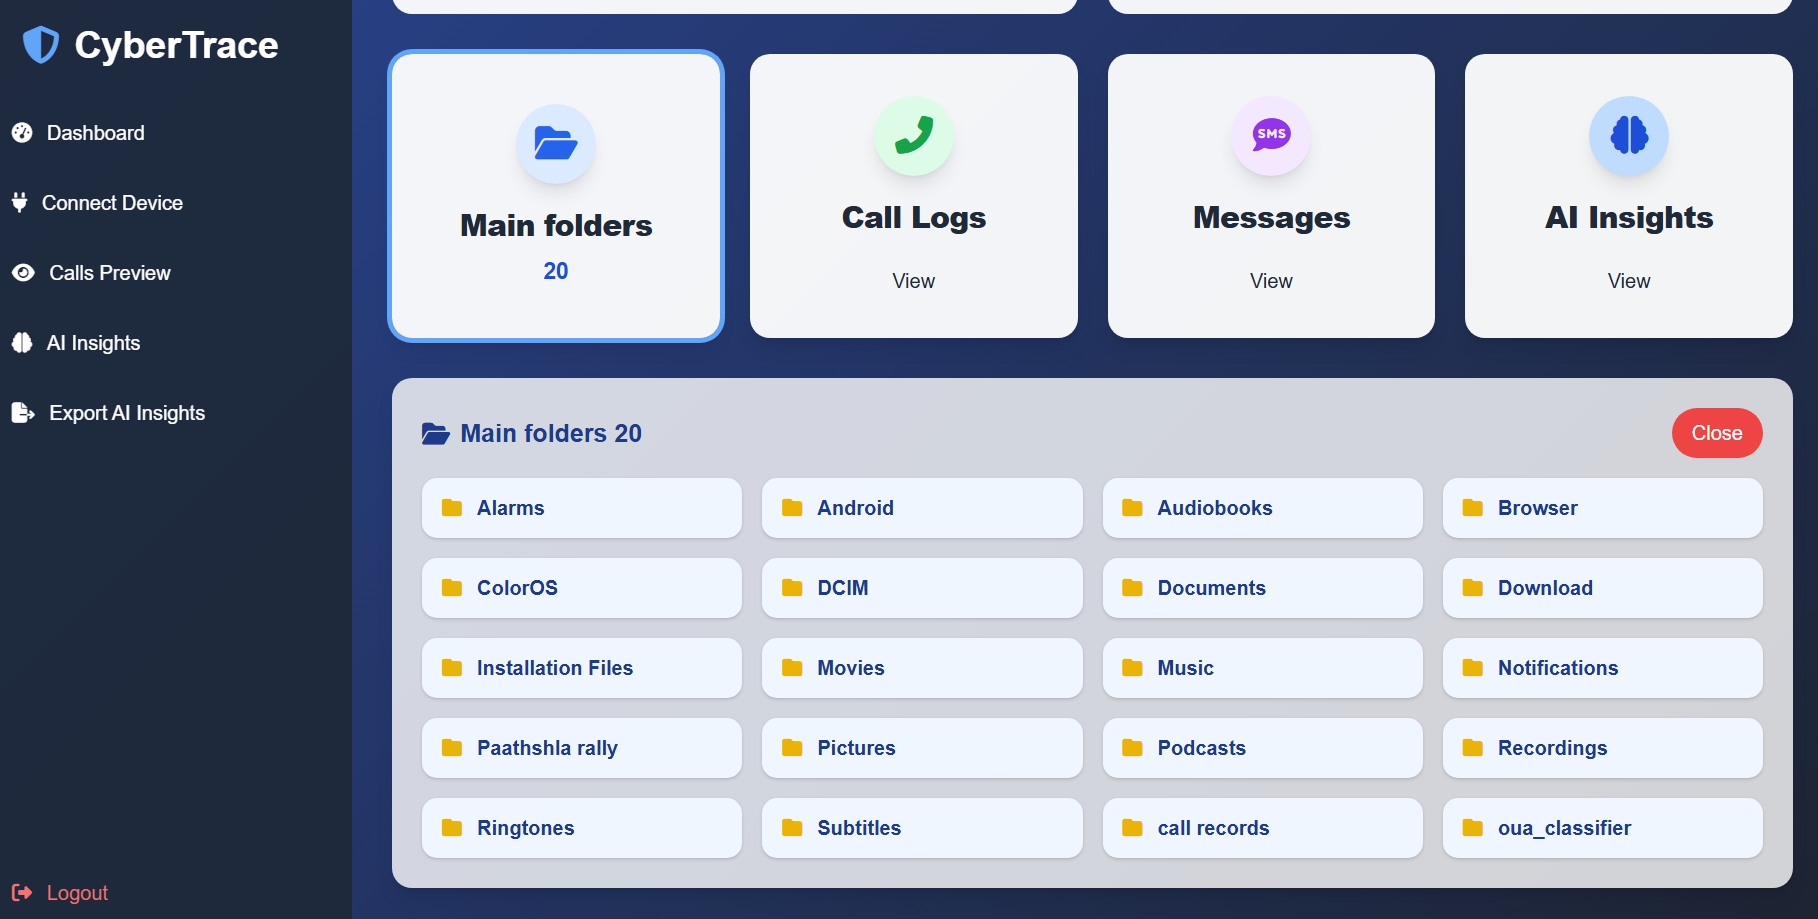 CyberTrace
Dashboard
Connect Device
Calls Preview
AI Insights
Export AI Insights
Logout
Main folders
20
Call Logs
View
SMS
Messages
View
AI Insights
View
Main folders 20
Close
Alarms
Android
Audiobooks
Browser
ColorOS
DCIM
Documents
Download
Installation Files
Movies
Music
Notifications
Paathshla rally
Pictures
Podcasts
Recordings
Ringtones
Subtitles
call records
oua_classifier